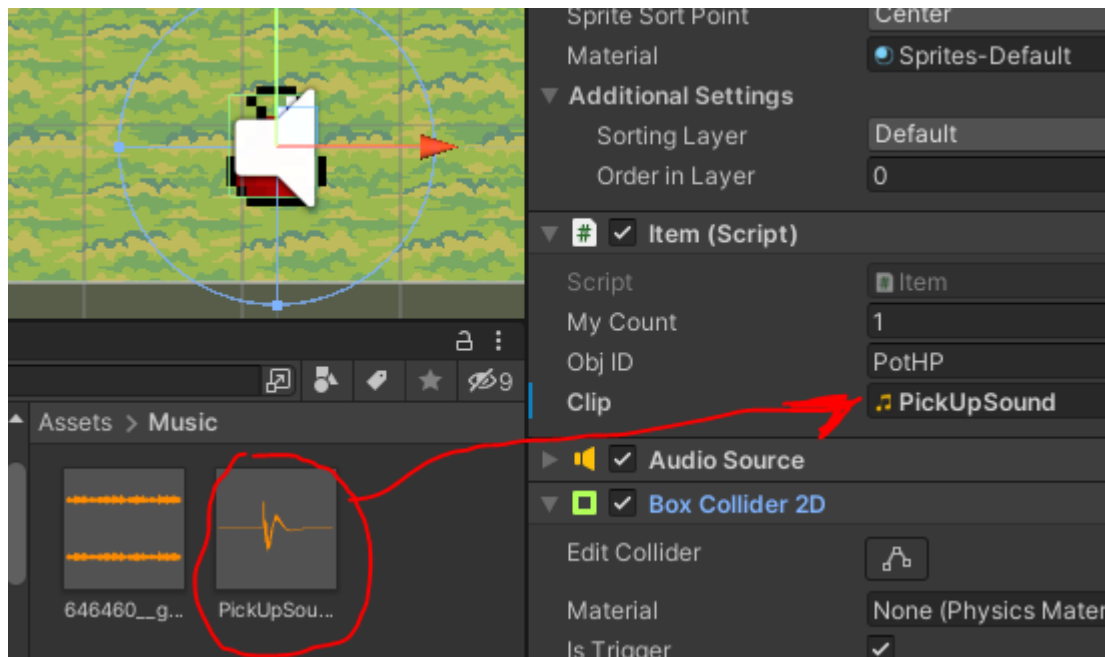 Sprite Sort Point
Center
Material
Sprites-Default
Additional Settings
Sorting Layer
Default
Order in Layer
0
# Item (Script)
Script
# Item
My Count
1
Obj ID
PotHP
Clip
PickUpSound
Audio Source
Box Collider 2D
Edit Collider
Material
None (Physics Mater
Is Trigger
9
Assets > Music
646460__g...
PickUpSou...